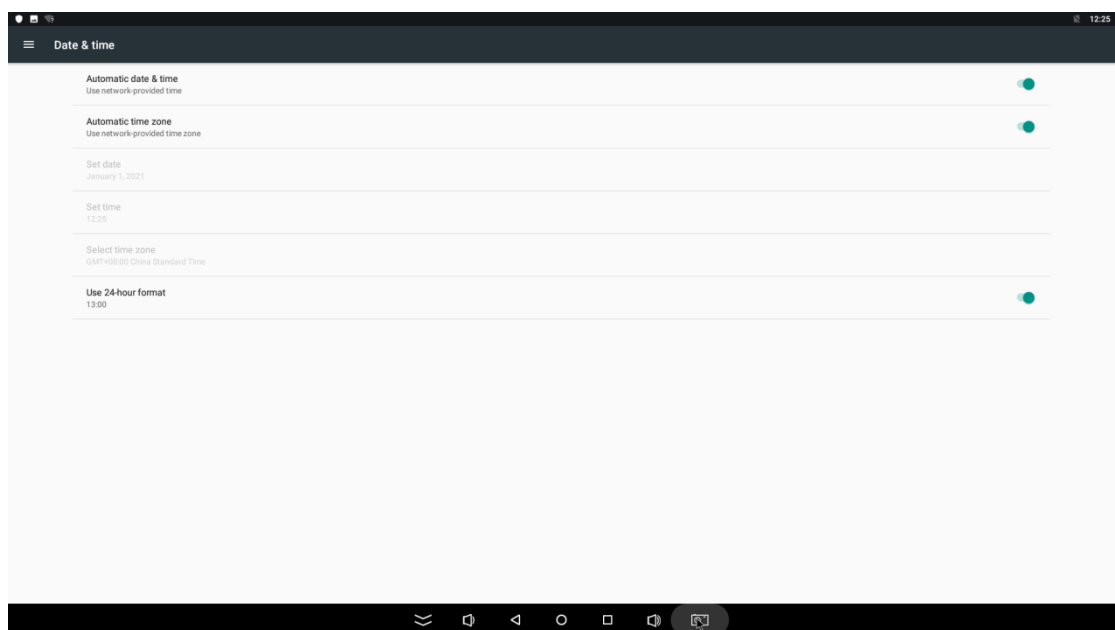 12:25
Date & time
Automatic date & time
Use network-provided time
Automatic time zone
Use network-provided time zone
Set date
January 1, 2021
Set time
12:25
Select time zone
GMT+08:00 China Standard Time
Use 24-hour format
13:00